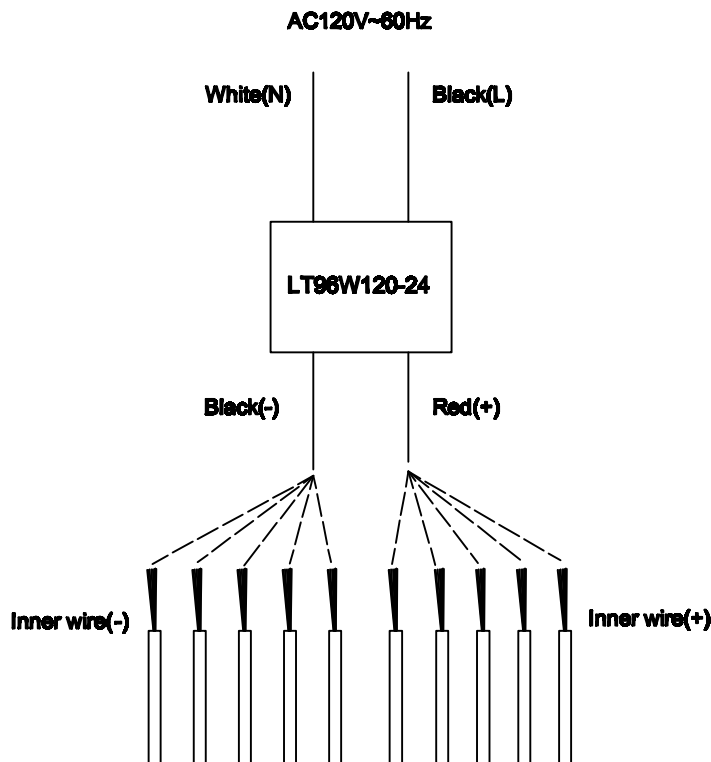 AC120V~60Hz
White(N)
Black(L)
LT96W120-24
Black(-)
Red(+)
Inner wire(-)
Inner wire(+)